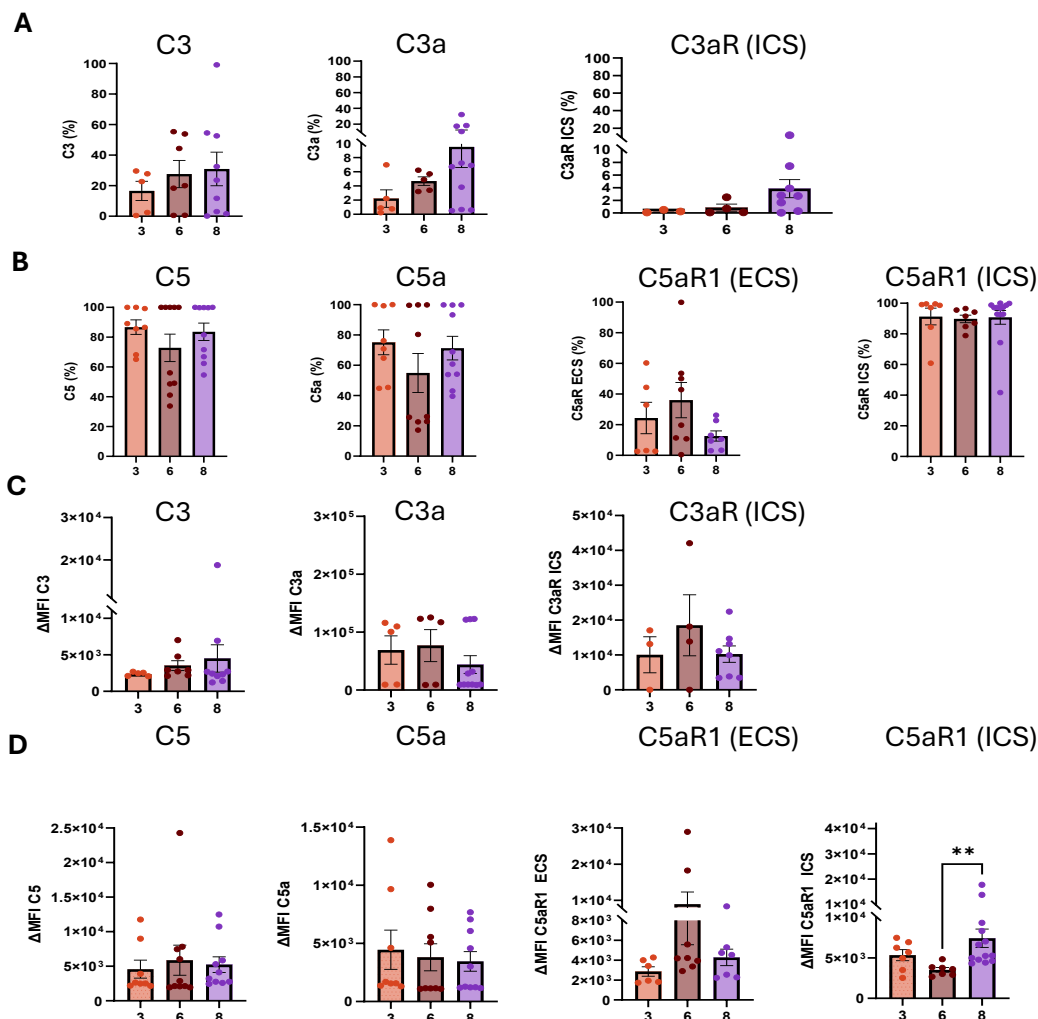 A
C3
C3 (%)
100
80
60
40
20
0
3 6 8
C3a
C3a (%)
100
80
60
40
20
10
8
6
4
2
0
3 6 8
C3aR (ICS)
C3aR ICS (%)
100
80
60
40
20
8
6
4
2
0
3 6 8
B
C5
C5 (%)
100
80
60
40
20
0
3 6 8
C5a
C5a (%)
100
80
60
40
20
0
3 6 8
C5aR1 (ECS)
C5aR ECS (%)
100
80
60
40
20
0
3 6 8
C5aR1 (ICS)
C5aR ICS (%)
100
80
60
40
20
0
3 6 8
C
C3
ΔMFI C3
3×10⁴
2×10⁴
1×10⁴
5×10³
0
3 6 8
C3a
ΔMFI C3a
3×10⁵
2×10⁵
1×10⁵
0
3 6 8
C3aR (ICS)
ΔMFI C3aR ICS
5×10⁴
4×10⁴
3×10⁴
2×10⁴
1×10⁴
0
3 6 8
D
C5
ΔMFI C5
2.5×10⁴
2×10⁴
1×10⁴
1×10⁴
5×10³
0
3 6 8
C5a
ΔMFI C5a
1.5×10⁴
1×10⁴
5×10³
0
3 6 8
C5aR1 (ECS)
ΔMFI C5aR1 ECS
3×10⁴
2×10⁴
1×10⁴
8×10³
6×10³
4×10³
2×10³
0
3 6 8
C5aR1 (ICS)
ΔMFI C5aR1 ICS
4×10⁴
3×10⁴
2×10⁴
1×10⁴
1×10⁴
5×10³
0
**
3 6 8